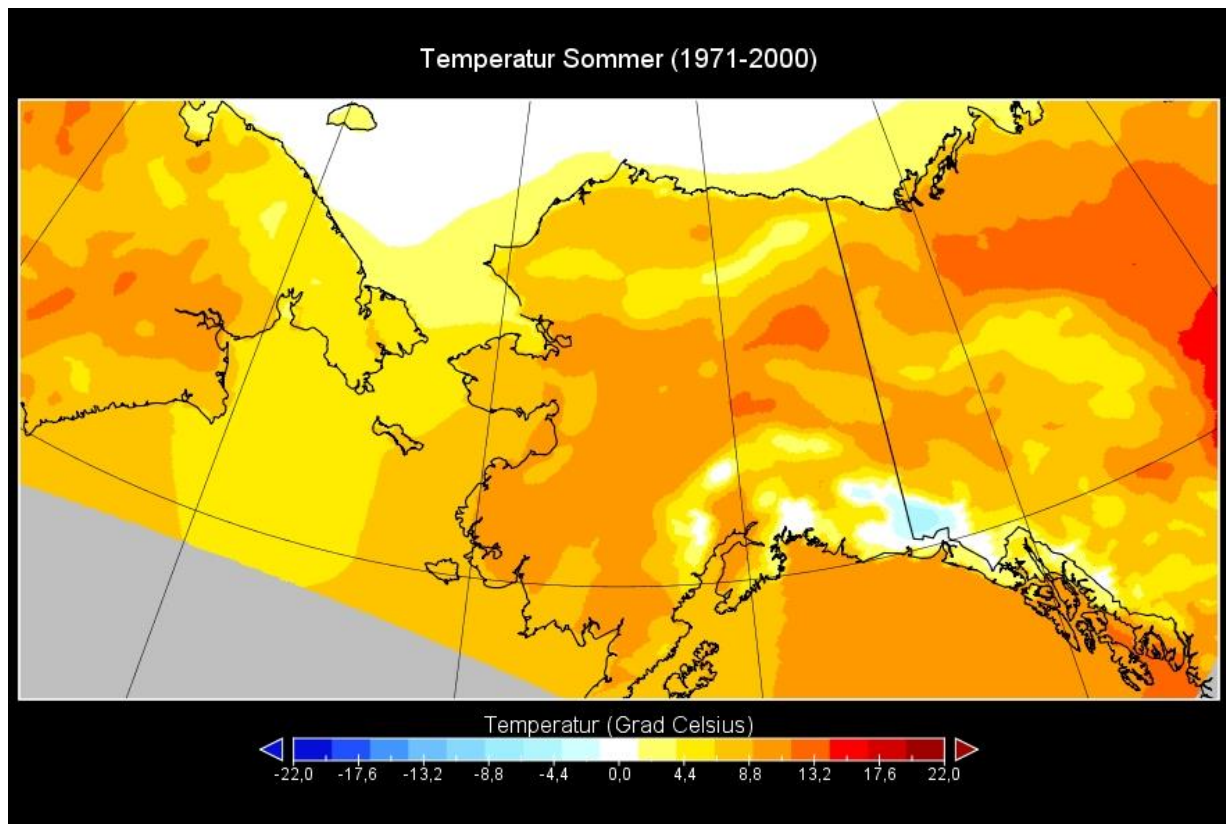 Temperatur Sommer (1971-2000)
Temperatur (Grad Celsius)
-22,0 -17,6 -13,2 -8,8 -4,4 0,0 4,4 8,8 13,2 17,6 22,0